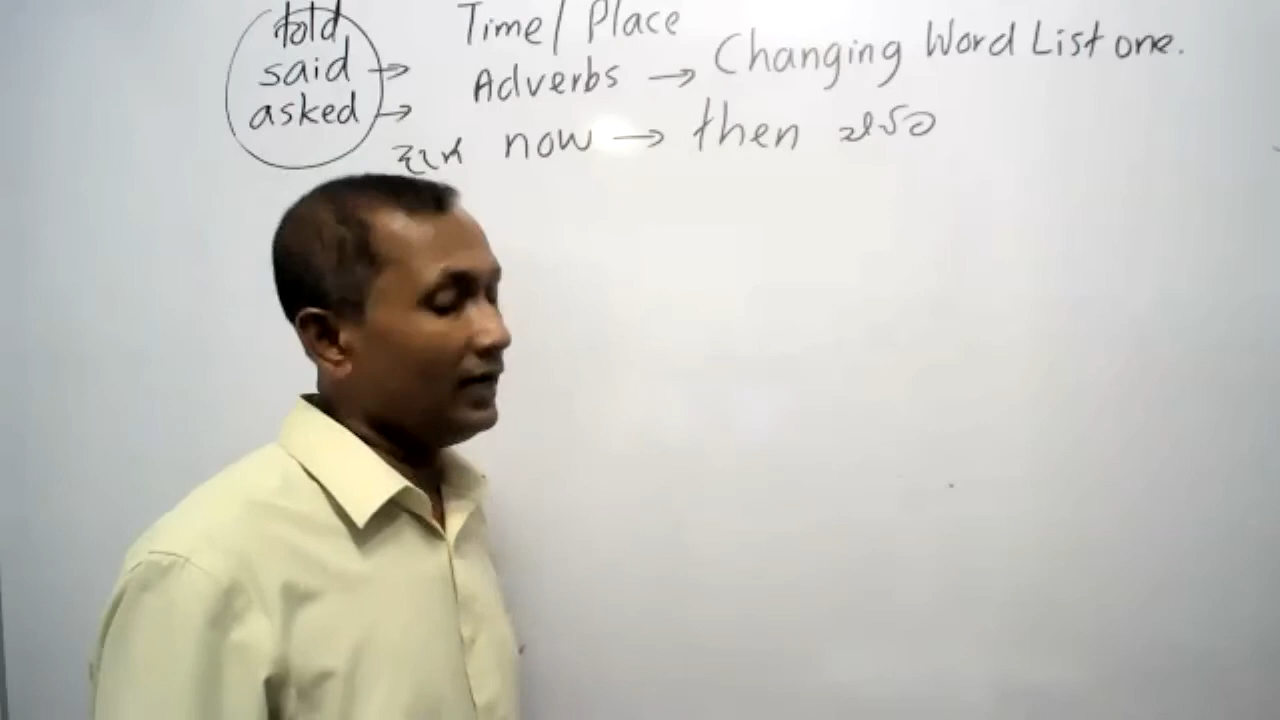 told
said →
asked →
Time / Place
Adverbs → Changing Word List one.
now → then